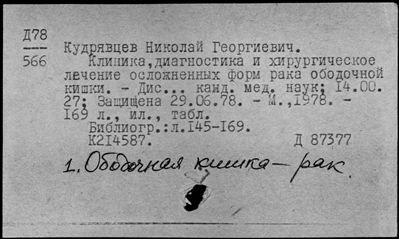 Д78
566
Кудрявцев Николай Георгиевич.
Клиника,диагностика и хирургическое
лечение осложненных форм рака ободочной
кишки. - Дис... канд. мед. наук; 14.00.
27; Защищена 29.06.78. - М.,1978. -
169 л., ил., табл.
Библиогр.:л.145-169.
К214587. Д 87377
1. Ободочная кишка - рак.